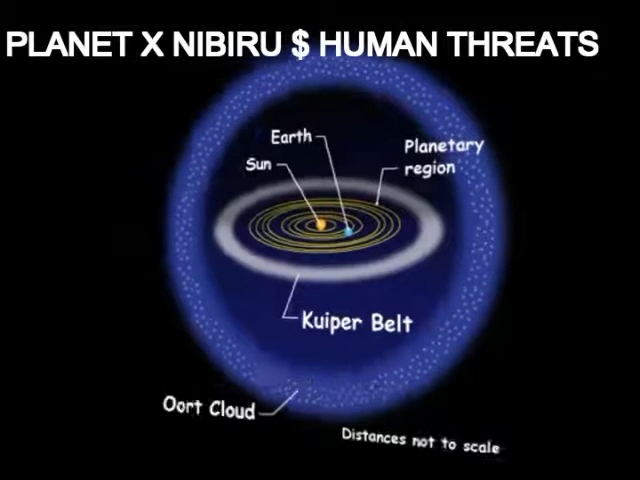 PLANET X NIBIRU $ HUMAN THREATS
Earth
Sun
Planetary
region
Kuiper Belt
Oort Cloud
Distances not to scale